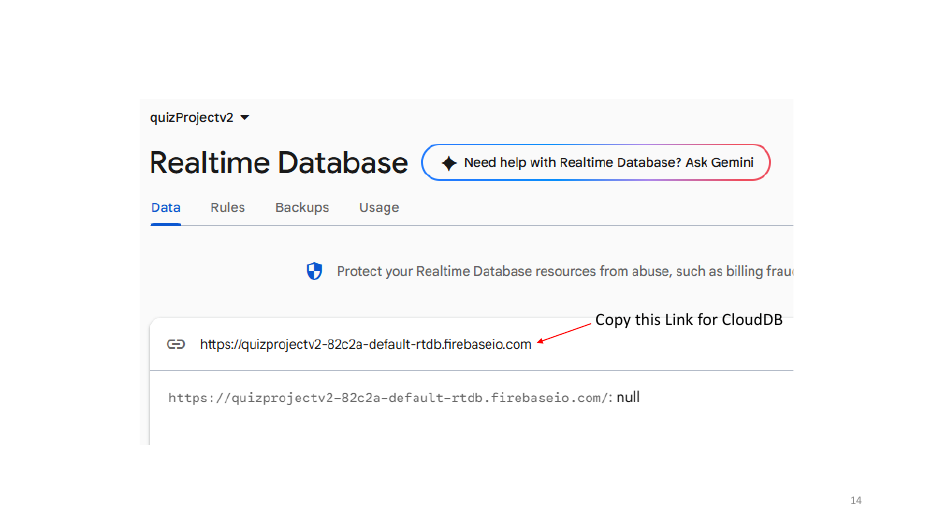 quizProjectv2
Realtime Database
Need help with Realtime Database? Ask Gemini
Data Rules Backups Usage
Protect your Realtime Database resources from abuse, such as billing
Copy this Link for CloudDB
https://quizprojectv2-82c2a-default-rtdb.firebaseio.com
https://quizprojectv2-82c2a-default-rtdb.firebaseio.com/: null
14